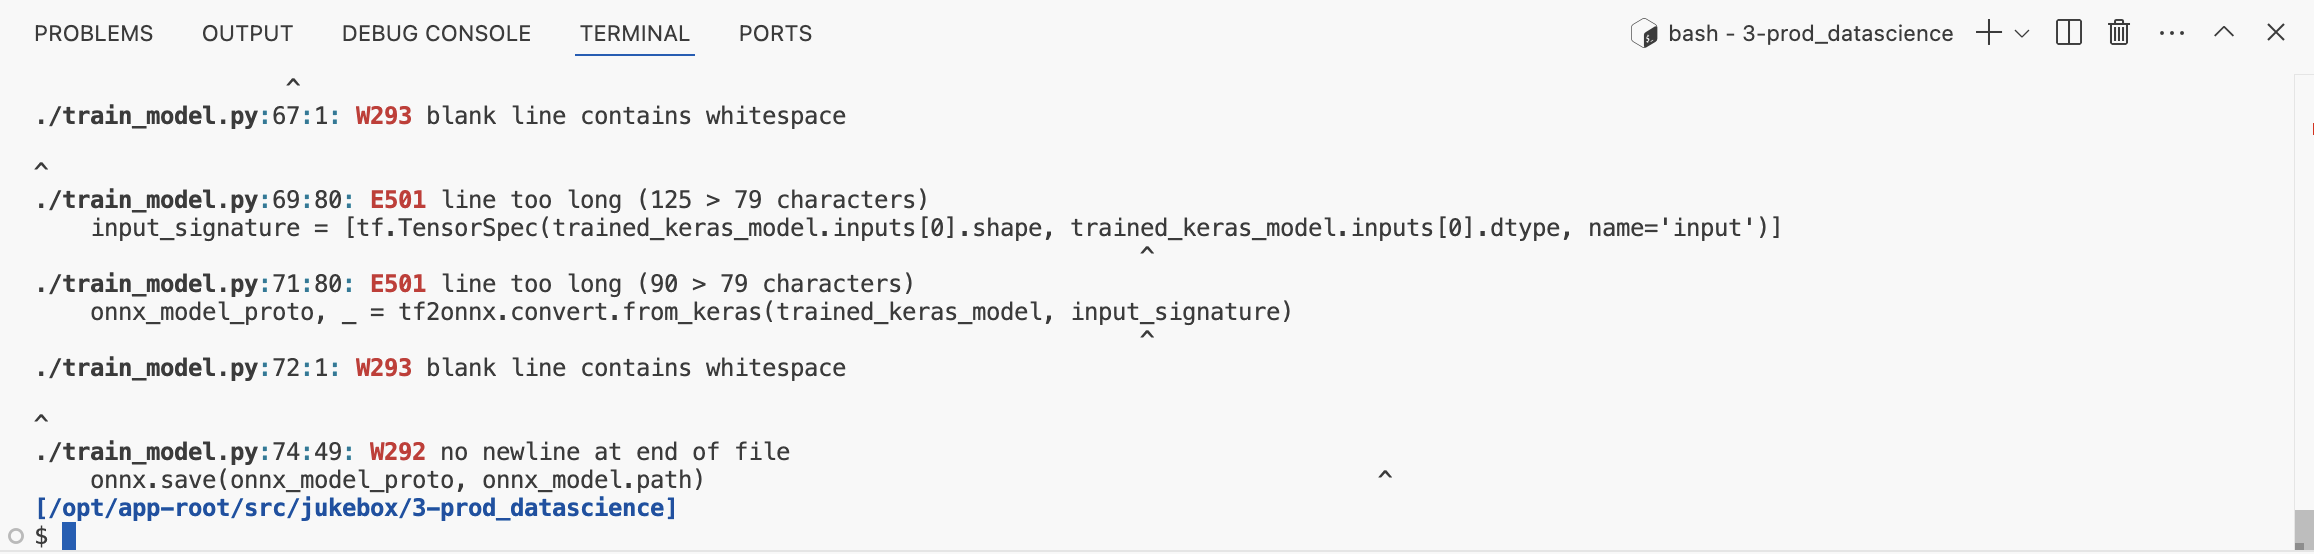 PROBLEMS OUTPUT DEBUG CONSOLE TERMINAL PORTS bash - 3-prod_datascience
^
./train_model.py:67:1: W293 blank line contains whitespace
^
./train_model.py:69:80: E501 line too long (125 > 79 characters)
input_signature = [tf.TensorSpec(trained_keras_model.inputs[0].shape, trained_keras_model.inputs[0].dtype, name='input')]
^
./train_model.py:71:80: E501 line too long (90 > 79 characters)
onnx_model_proto, _ = tf2onnx.convert.from_keras(trained_keras_model, input_signature)
^
./train_model.py:72:1: W293 blank line contains whitespace
^
./train_model.py:74:49: W292 no newline at end of file
onnx.save(onnx_model_proto, onnx_model.path) ^
[/opt/app-root/src/jukebox/3-prod_datascience]
$